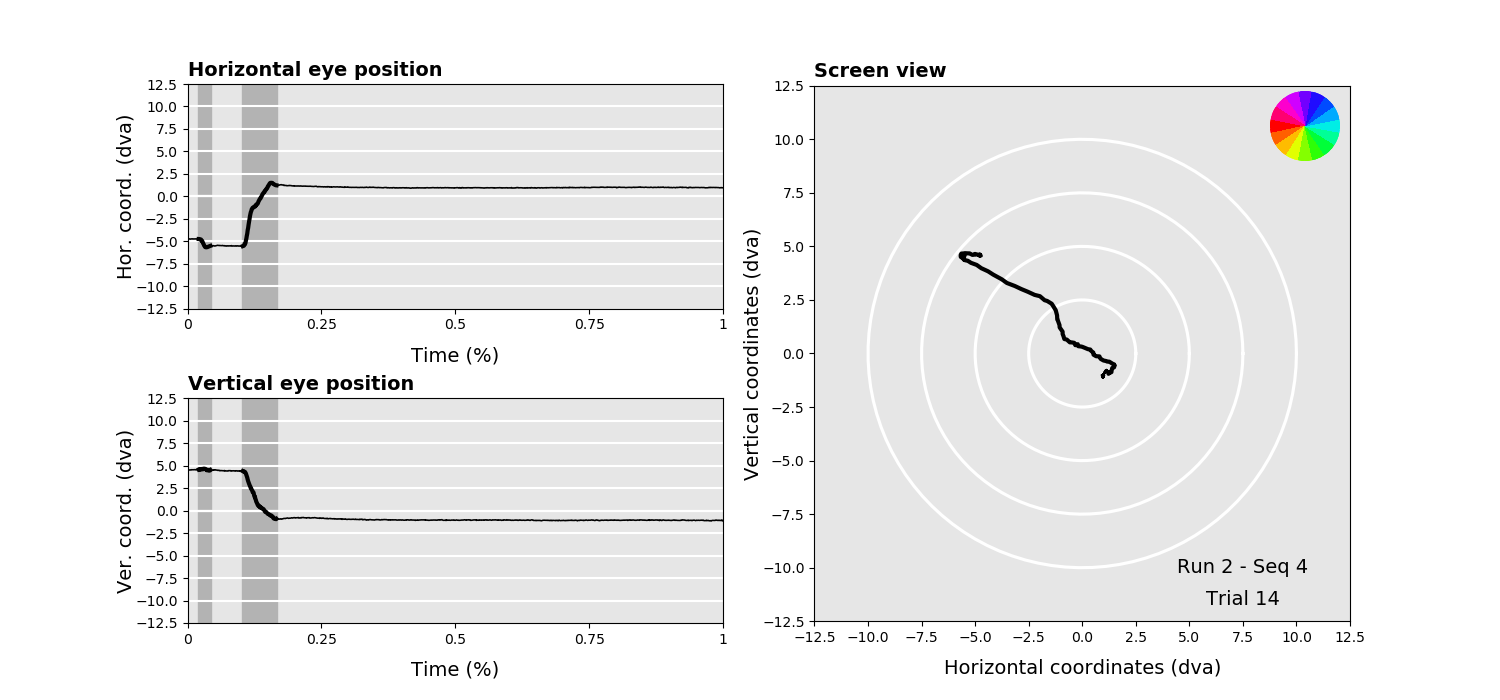 Horizontal eye position
Hor. coord. (dva)
12.5
10.0
7.5
5.0
2.5
0.0
−2.5
−5.0
−7.5
−10.0
−12.5
0 0.25 0.5 0.75 1
Time (%)
Vertical eye position
Ver. coord. (dva)
12.5
10.0
7.5
5.0
2.5
0.0
−2.5
−5.0
−7.5
−10.0
−12.5
0 0.25 0.5 0.75 1
Time (%)
Screen view
Vertical coordinates (dva)
12.5
10.0
7.5
5.0
2.5
0.0
−2.5
−5.0
−7.5
−10.0
−12.5
Run 2 - Seq 4
Trial 14
−12.5 −10.0 −7.5 −5.0 −2.5 0.0 2.5 5.0 7.5 10.0 12.5
Horizontal coordinates (dva)